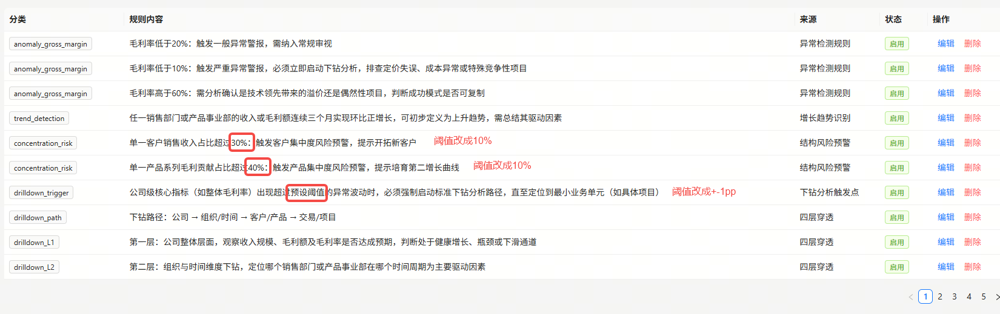 分类 规则内容 来源 状态 操作
anomaly_gross_margin 毛利率低于20%：触发一般异常警报，需纳入常规审视 异常检测规则 启用 编辑 删除
anomaly_gross_margin 毛利率低于10%：触发严重异常警报，必须立即启动下钻分析，排查定价失误、成本异常或特殊竞争性项目 异常检测规则 启用 编辑 删除
anomaly_gross_margin 毛利率高于60%：需分析确认是技术领先带来的溢价还是偶然性项目，判断成功模式是否可复制 异常检测规则 启用 编辑 删除
trend_detection 任一销售部门或产品事业部的收入或毛利额连续三个月实现环比正增长，可初步定义为上升趋势，需总结其驱动因素 增长趋势识别 启用 编辑 删除
concentration_risk 单一客户销售收入占比超过30%：触发客户集中度风险预警，提示开拓新客户 阈值改成10% 结构风险预警 启用 编辑 删除
concentration_risk 单一产品系列毛利贡献占比超过40%：触发产品集中度风险预警，提示培育第二增长曲线 阈值改成10% 结构风险预警 启用 编辑 删除
drilldown_trigger 公司级核心指标（如整体毛利率）出现超过预设阈值的异常波动时，必须强制启动标准下钻分析路径，直至定位到最小业务单元（如具体项目） 阈值改成+-1pp 下钻分析触发点 启用 编辑 删除
drilldown_path 下钻路径：公司 → 组织/时间 → 客户/产品 → 交易/项目 四层穿透 启用 编辑 删除
drilldown_L1 第一层：公司整体层面，观察收入规模、毛利额及毛利率是否达成预期，判断处于健康增长、瓶颈或下滑通道 四层穿透 启用 编辑 删除
drilldown_L2 第二层：组织与时间维度下钻，定位哪个销售部门或产品事业部在哪个时间周期为主要驱动因素 四层穿透 启用 编辑 删除
< 1 2 3 4 5 >